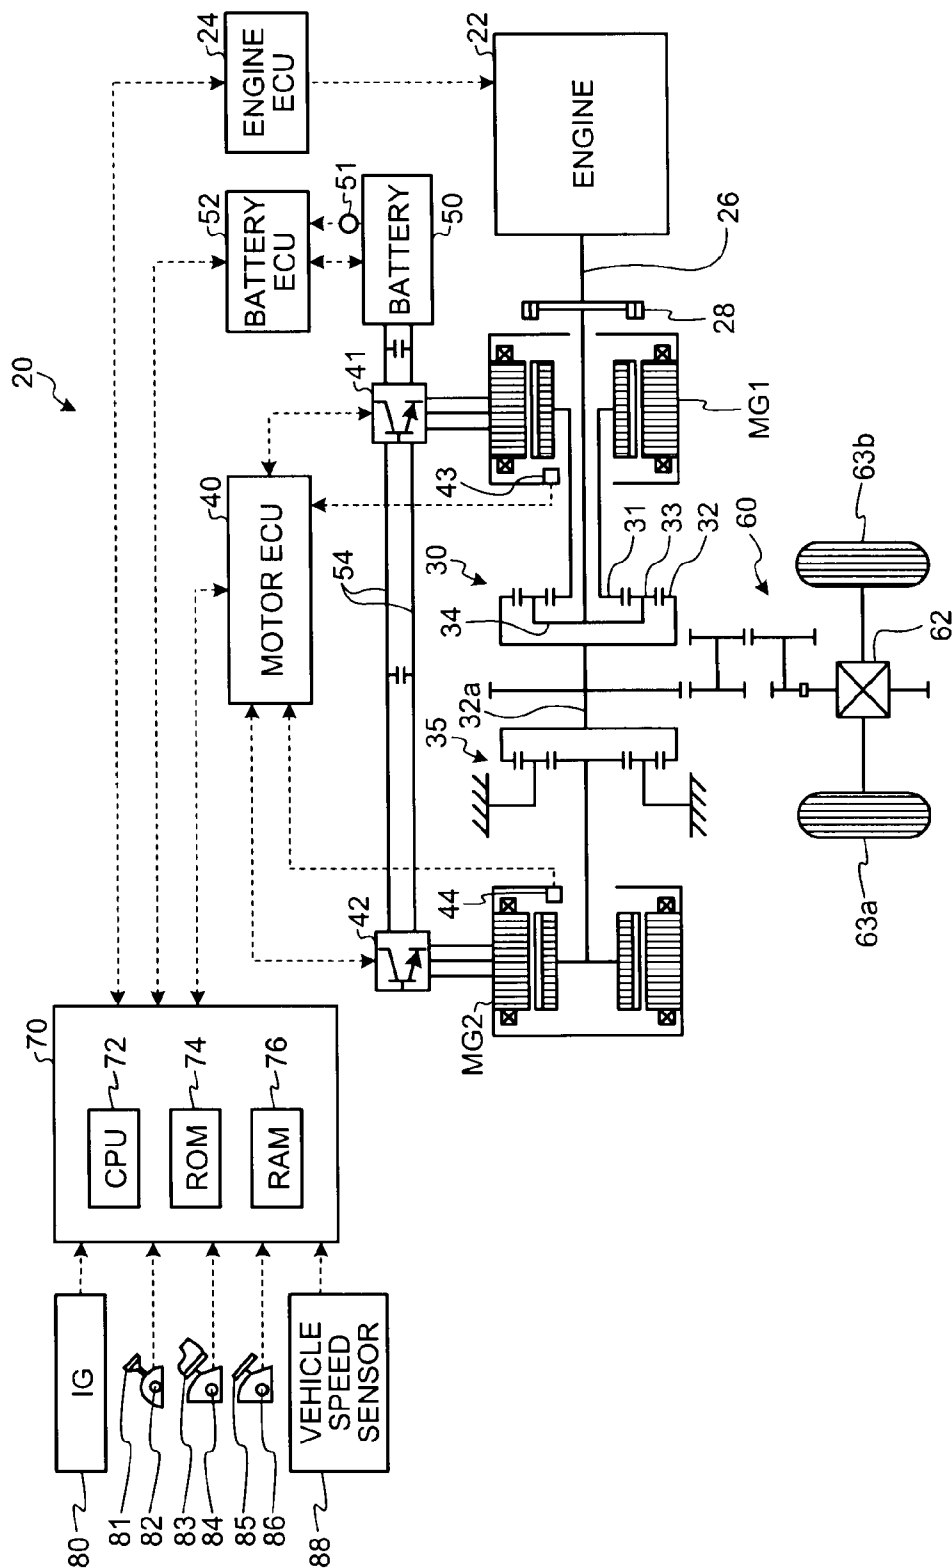 20
70
CPU
72
ROM
74
RAM
76
80
IG
81
82
83
84
85
86
88
VEHICLE
SPEED
SENSOR
ENGINE
ECU
24
BATTERY
ECU
52
51
BATTERY
50
MOTOR ECU
40
41
42
54
43
44
ENGINE
22
26
28
MG1
MG2
30
31
33
32
34
35
32a
60
62
63a
63b